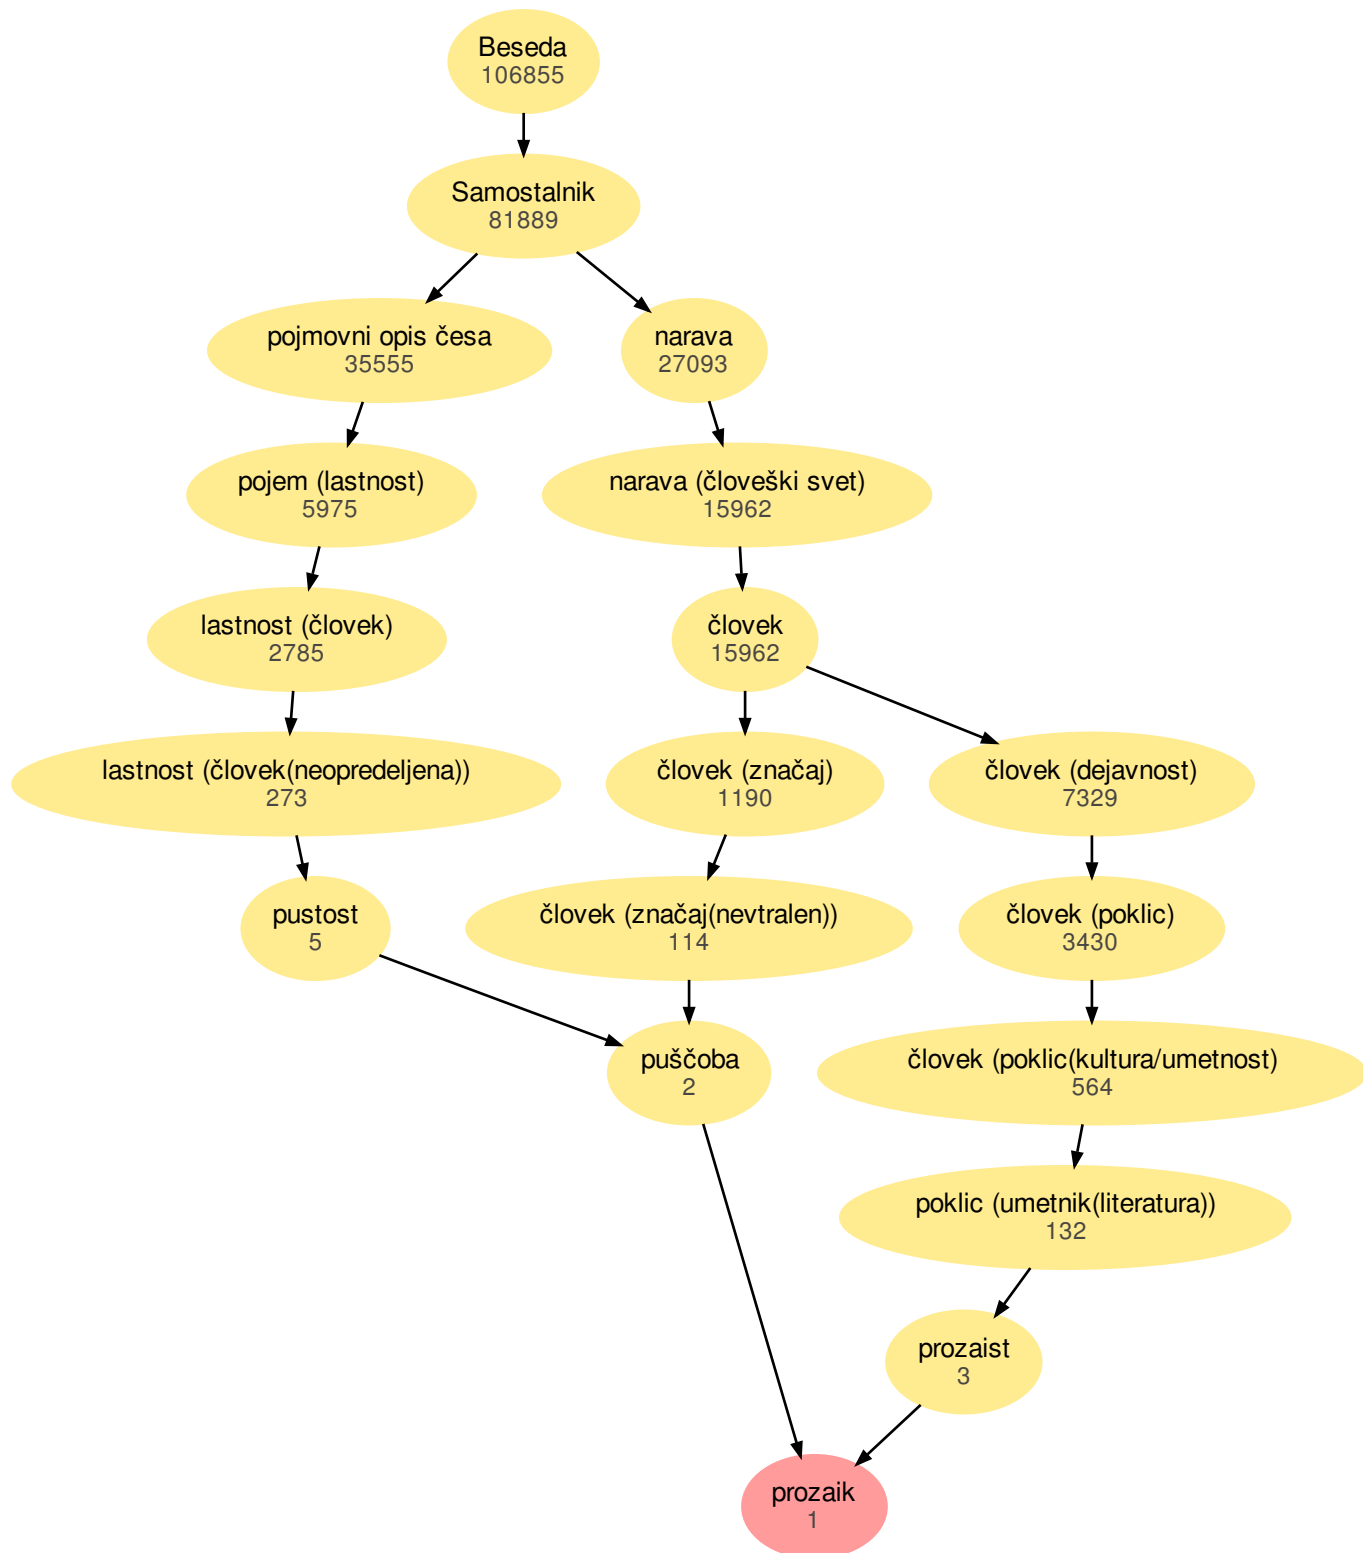 Beseda
106855
Samostalnik
81889
pojmovni opis česa
35555
narava
27093
pojem (lastnost)
5975
narava (človeški svet)
15962
lastnost (človek)
2785
človek
15962
lastnost (človek(neopredeljena))
273
človek (značaj)
1190
človek (dejavnost)
7329
pustost
5
človek (značaj(nevtralen))
114
človek (poklic)
3430
puščoba
2
človek (poklic(kultura/umetnost)
564
poklic (umetnik(literatura))
132
prozaist
3
prozaik
1